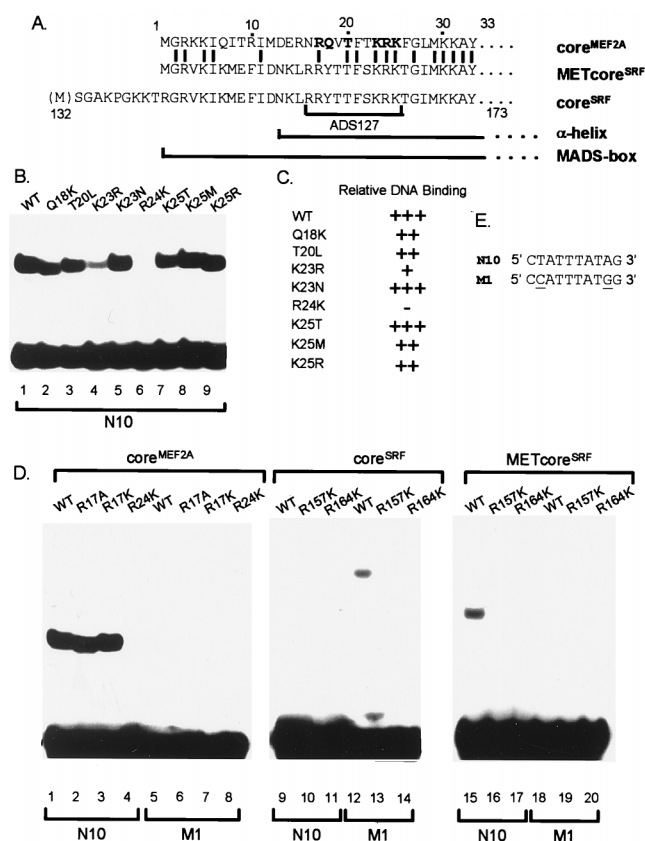 A.
1 10 20 30 33
MGRKKIQITRIMDERNRQVTFTKRKFGLMKKAY.... core^MEF2A
MGRVKIKMEFIDNKLRRYTTFSKRKTGIMKKAY.... METcore^SRF
(M)SGAKPGKKTRGRVKIKMEFIDNKLRRYTTFSKRKTGIMKKAY.... core^SRF
132 173
ADS127
.... α-helix
.... MADS-box
B.
WT Q18K T20L K23R K23N R24K K25T K25M K25R
1 2 3 4 5 6 7 8 9
N10
C.
Relative DNA Binding
WT +++
Q18K ++
T20L ++
K23R +
K23N +++
R24K -
K25T +++
K25M ++
K25R ++
E.
N10 5' CTATTTATAG 3'
M1 5' CCATTTATGG 3'
D.
core^MEF2A core^SRF METcore^SRF
WT R17A R17K R24K WT R17A R17K R24K WT R157K R164K WT R157K R164K WT R157K R164K WT R157K R164K
1 2 3 4 5 6 7 8 9 10 11 12 13 14 15 16 17 18 19 20
N10 M1 N10 M1 N10 M1